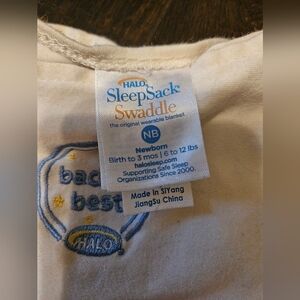 HALO
SleepSack
Swaddle
the original wearable blanket
NB
Newborn
Birth to 3 mos | 6 to 12 lbs
halosleep.com
Supporting Safe Sleep
Organizations Since 2000.
Made in SiYang
JiangSu China
bac
best
HALO